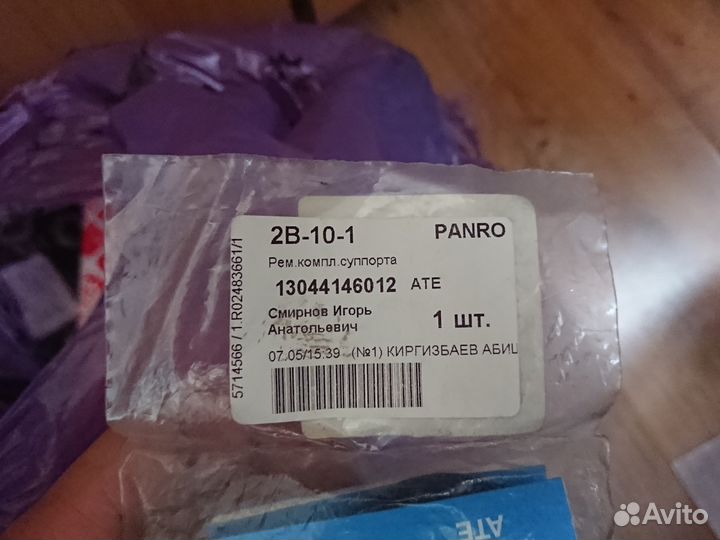 2B-10-1 PANRO
Рем.компл.суппорта
13044146012 ATE
Смирнов Игорь
Анатольевич 1 шт.
07.05/15:39 (№1) КИРГИЗБАЕВ АБИ
5714566 / 1 R02483661/1
ATE
Avito